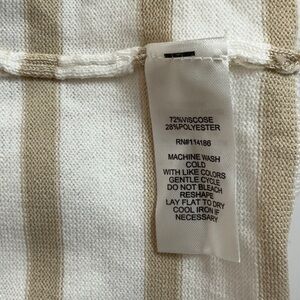 72%VISCOSE
28%POLYESTER
RN#114186
MACHINE WASH
COLD
WITH LIKE COLORS
GENTLE CYCLE
DO NOT BLEACH
RESHAPE
LAY FLAT TO DRY
COOL IRON IF
NECESSARY